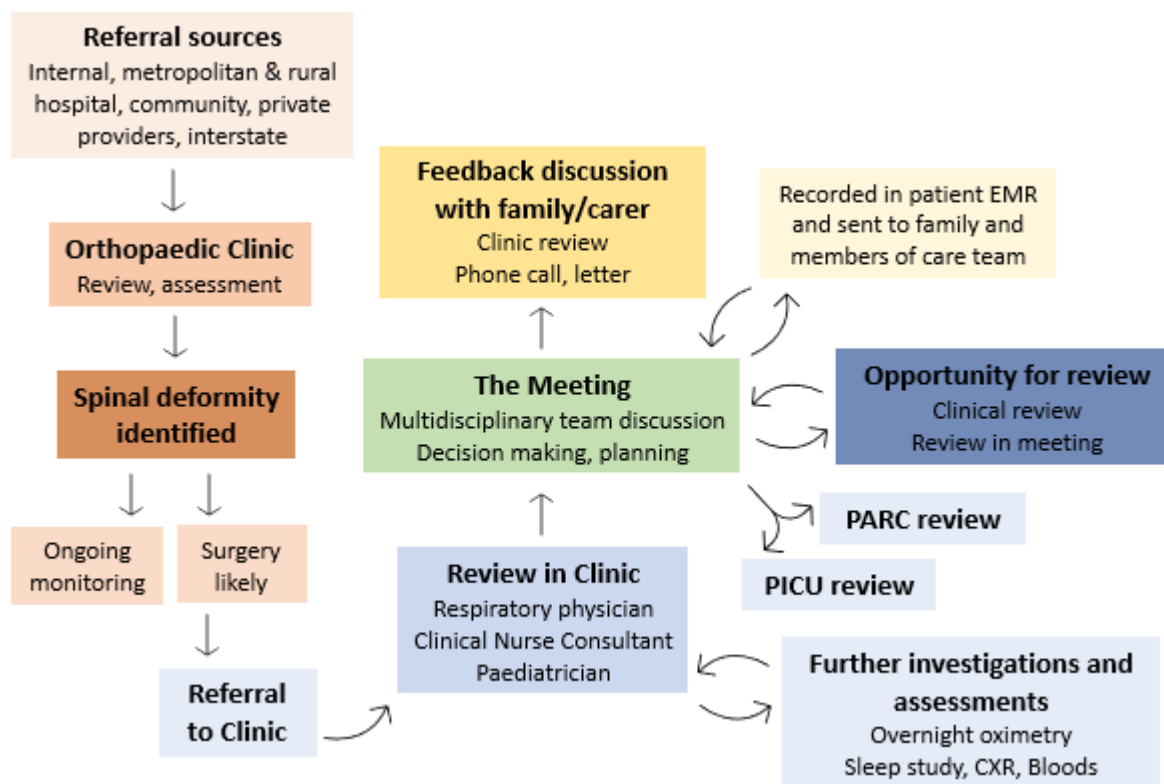 Referral sources
Internal, metropolitan & rural
hospital, community, private
providers, interstate
Orthopaedic Clinic
Review, assessment
Spinal deformity
identified
Ongoing
monitoring
Surgery
likely
Referral
to Clinic
Feedback discussion
with family/carer
Clinic review
Phone call, letter
The Meeting
Multidisciplinary team discussion
Decision making, planning
Review in Clinic
Respiratory physician
Clinical Nurse Consultant
Paediatrician
Recorded in patient EMR
and sent to family and
members of care team
Opportunity for review
Clinical review
Review in meeting
PARC review
PICU review
Further investigations and
assessments
Overnight oximetry
Sleep study, CXR, Bloods